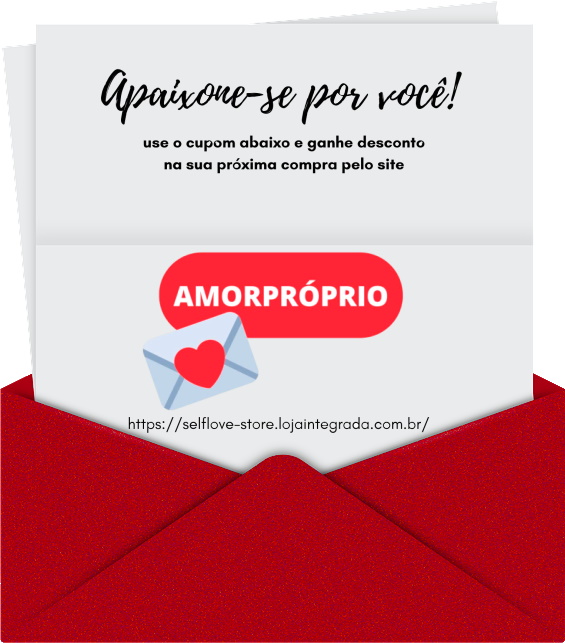 Apaixone-se por você!
use o cupom abaixo e ganhe desconto
na sua próxima compra pelo site
AMORPRÓPRIO
https://selflove-store.lojaintegrada.com.br/